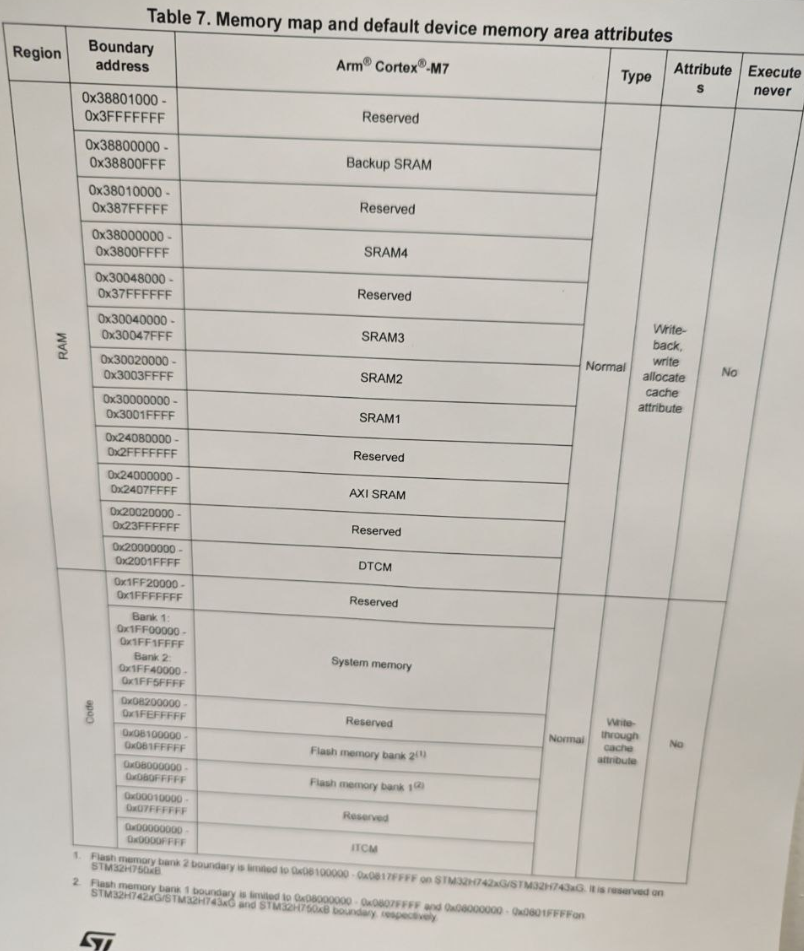 Table 7. Memory map and default device memory area attributes
Region
Boundary
address
Arm® Cortex®-M7
Type
Attribute
s
Execute
never
RAM
0x38801000 -
0x3FFFFFFF
Reserved
0x38800000 -
0x38800FFF
Backup SRAM
0x38010000 -
0x387FFFFF
Reserved
0x38000000 -
0x3800FFFF
SRAM4
0x30048000 -
0x37FFFFFF
Reserved
0x30040000 -
0x30047FFF
SRAM3
0x30020000 -
0x3003FFFF
SRAM2
0x30000000 -
0x3001FFFF
SRAM1
0x24080000 -
0x2FFFFFFF
Reserved
0x24000000 -
0x2407FFFF
AXI SRAM
0x20020000 -
0x23FFFFFF
Reserved
0x20000000 -
0x2001FFFF
DTCM
Normal
Write-
back,
write
allocate
cache
attribute
No
Code
0x1FF20000 -
0x1FFFFFFF
Reserved
Bank 1:
0x1FF00000 -
0x1FF1FFFF
Bank 2:
0x1FF40000 -
0x1FF5FFFF
System memory
0x08200000 -
0x1FEFFFFF
Reserved
0x08100000 -
0x081FFFFF
Flash memory bank 2(1)
0x08000000 -
0x080FFFFF
Flash memory bank 1(2)
0x00010000 -
0x07FFFFFF
Reserved
0x00000000 -
0x0000FFFF
ITCM
Normal
Write-
through
cache
attribute
No
1. Flash memory bank 2 boundary is limited to 0x08100000 - 0x0817FFFF on STM32H742xG/STM32H743xG. It is reserved on
STM32H750xB.
2. Flash memory bank 1 boundary is limited to 0x08000000 - 0x0807FFFF and 0x08000000 - 0x0801FFFFon
STM32H742xG/STM32H743xG and STM32H750xB boundary, respectively.
ST